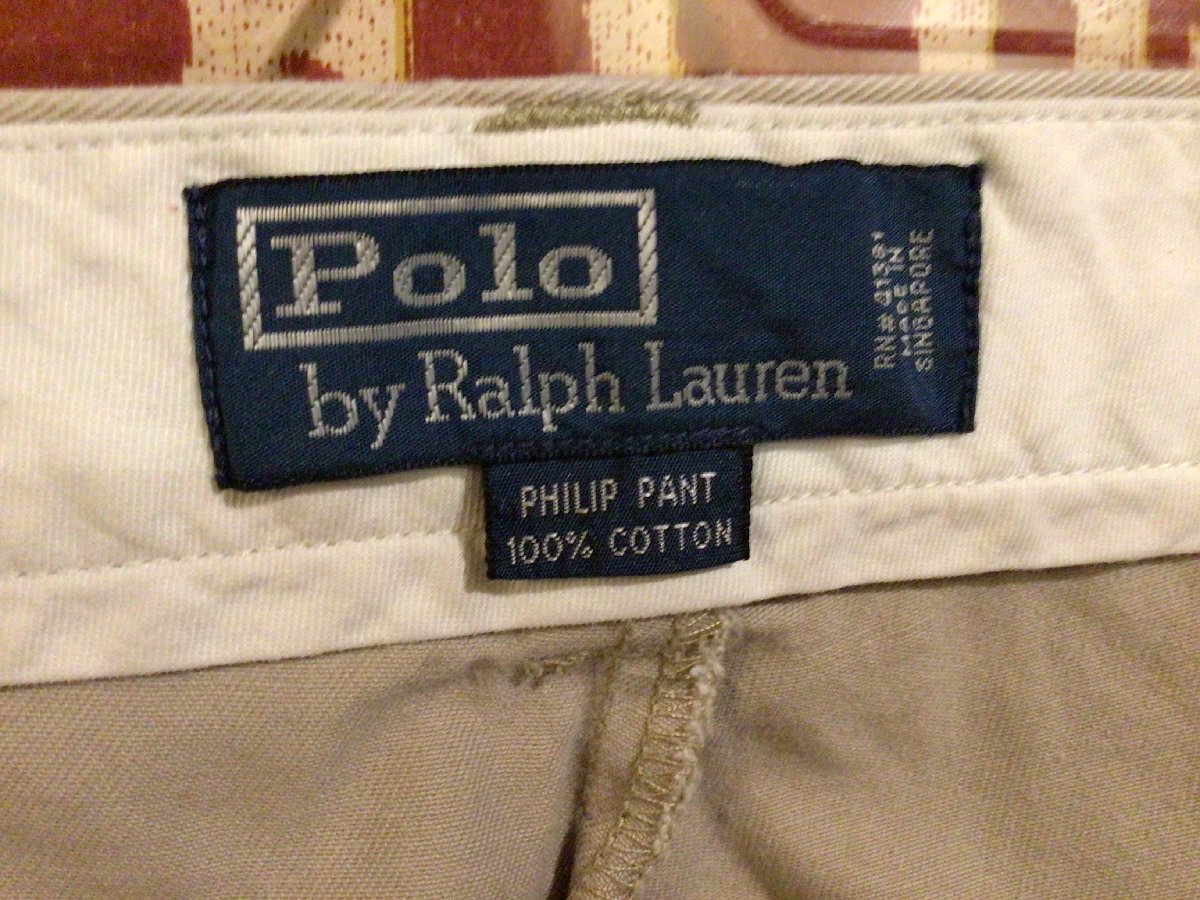 Polo
by Ralph Lauren
RN# 41381
MADE IN
SINGAPORE
PHILIP PANT
100% COTTON